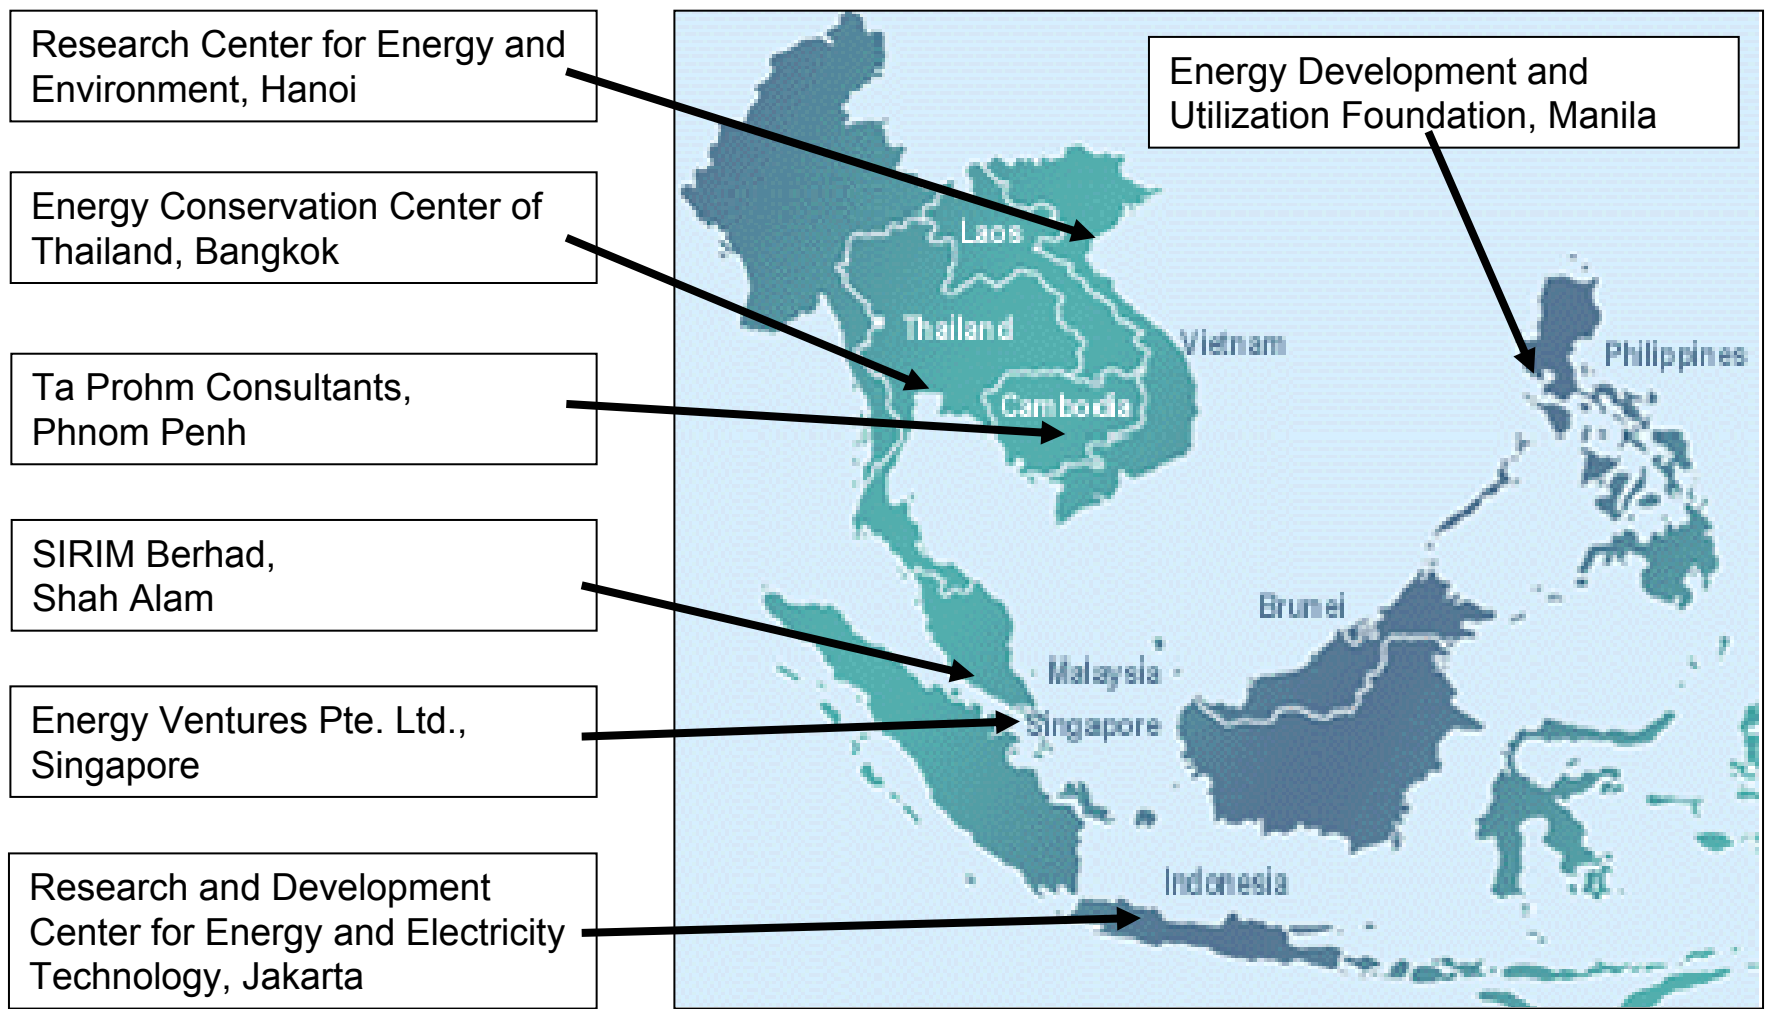 Research Center for Energy and
Environment, Hanoi
Energy Development and
Utilization Foundation, Manila
Energy Conservation Center of
Thailand, Bangkok
Ta Prohm Consultants,
Phnom Penh
SIRIM Berhad,
Shah Alam
Energy Ventures Pte. Ltd.,
Singapore
Research and Development
Center for Energy and Electricity
Technology, Jakarta
Laos
Thailand
Vietnam
Philippines
Cambodia
Brunei
Malaysia
Singapore
Indonesia